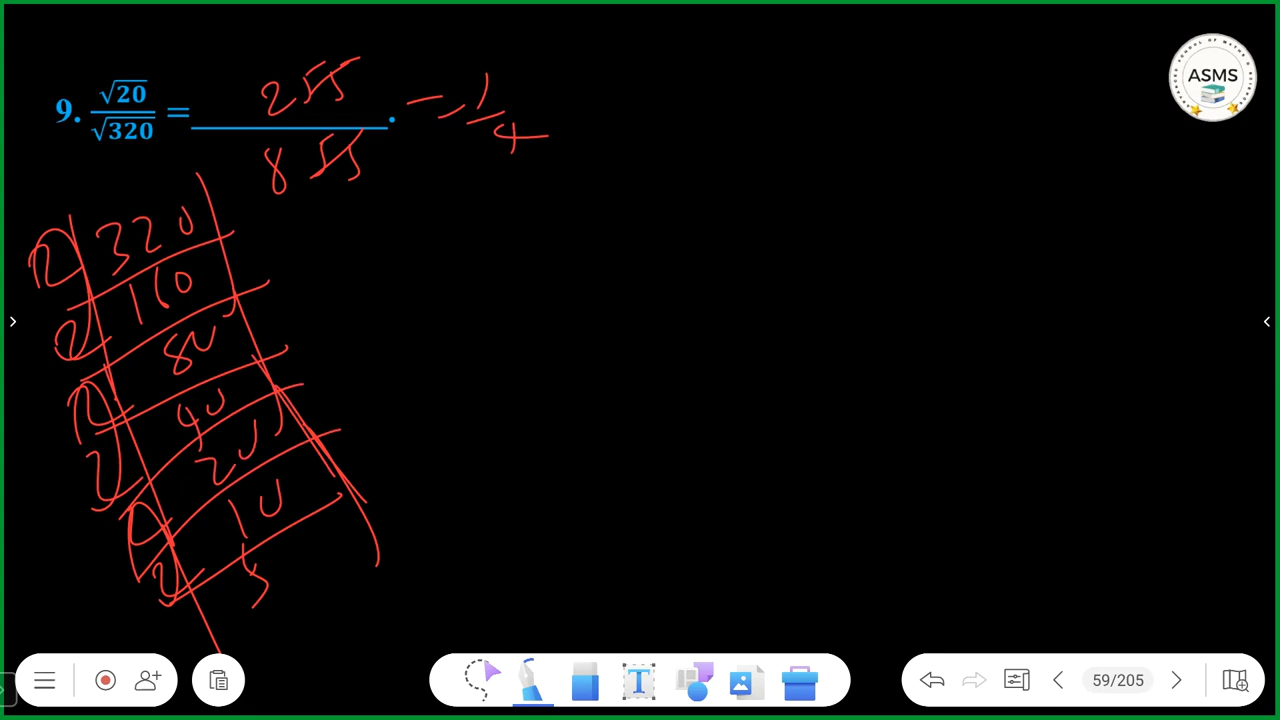 9. √20/√320 = 2√5/8√5. = 1/4
2 | 320
2 | 160
2 | 80
2 | 40
2 | 20
2 | 10
5
ASMS
59/205